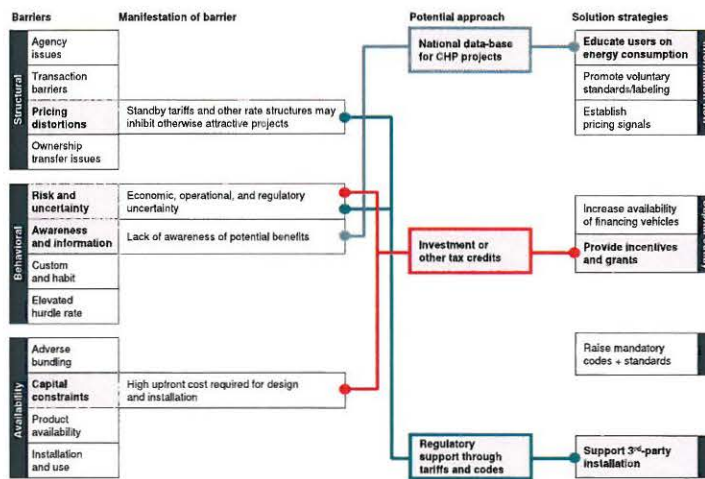 Barriers
Manifestation of barrier
Potential approach
Solution strategies
Structural
Agency
issues
Transaction
barriers
Pricing
distortions
Standby tariffs and other rate structures may
inhibit otherwise attractive projects
Ownership
transfer issues
Behavioral
Risk and
uncertainty
Economic, operational, and regulatory
uncertainty
Awareness
and information
Lack of awareness of potential benefits
Custom
and habit
Elevated
hurdle rate
Availability
Adverse
bundling
Capital
constraints
High upfront cost required for design
and installation
Product
availability
Installation
and use
National data-base
for CHP projects
Investment or
other tax credits
Regulatory
support through
tariffs and codes
Educate users on
energy consumption
Promote voluntary
standards/labeling
Establish
pricing signals
Increase availability
of financing vehicles
Provide incentives
and grants
Raise mandatory
codes + standards
Support 3rd-party
installation